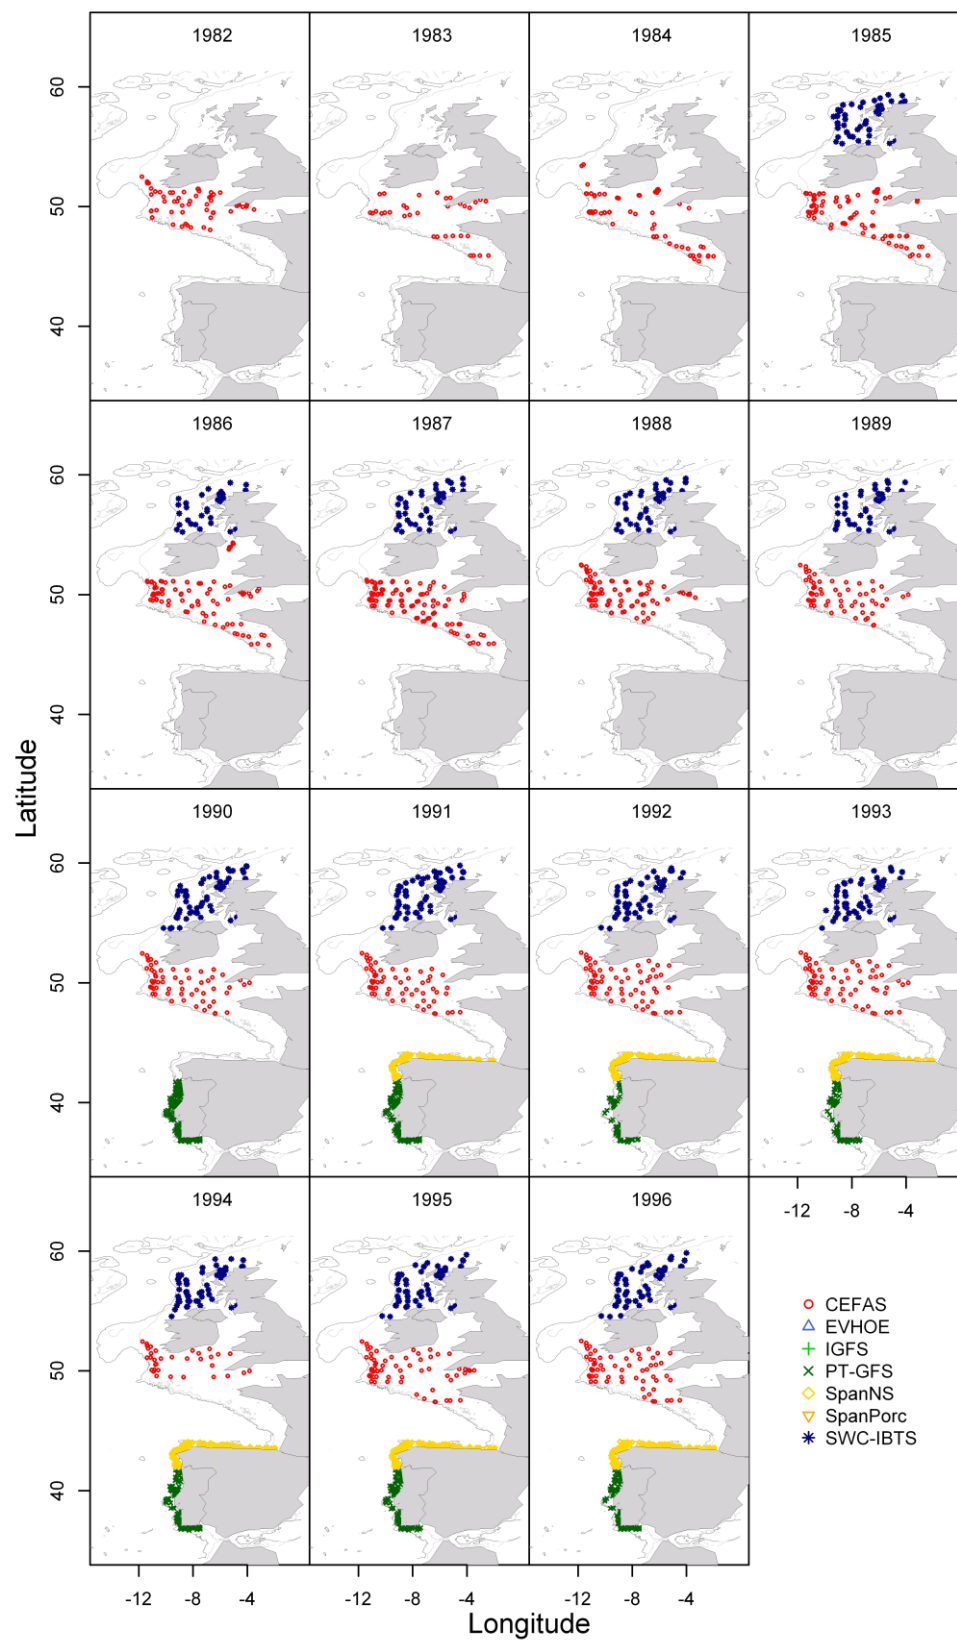 1982 1983 1984 1985
60
50
40
1986 1987 1988 1989
60
50
40
1990 1991 1992 1993
60
50
40
-12 -8 -4
1994 1995 1996
60
50
40
CEFAS
EVHOE
IGFS
PT-GFS
SpanNS
SpanPorc
SWC-IBTS
-12 -8 -4 -12 -8 -4 -12 -8 -4
Longitude
Latitude